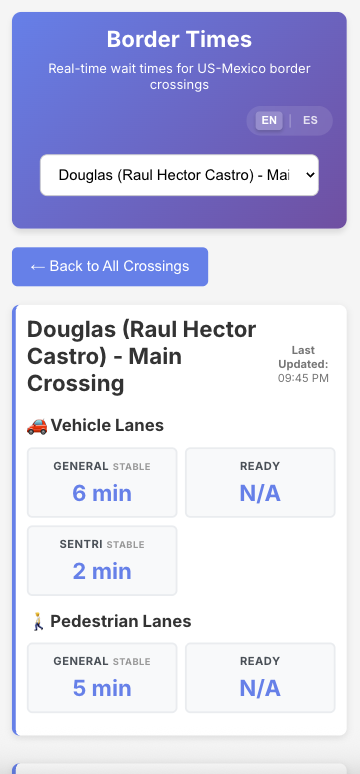 Border Times
Real-time wait times for US-Mexico border
crossings
EN | ES
Douglas (Raul Hector Castro) - Mai
← Back to All Crossings
Douglas (Raul Hector
Castro) - Main
Crossing
Last
Updated:
09:45 PM
Vehicle Lanes
GENERAL STABLE
6 min
READY
N/A
SENTRI STABLE
2 min
Pedestrian Lanes
GENERAL STABLE
5 min
READY
N/A